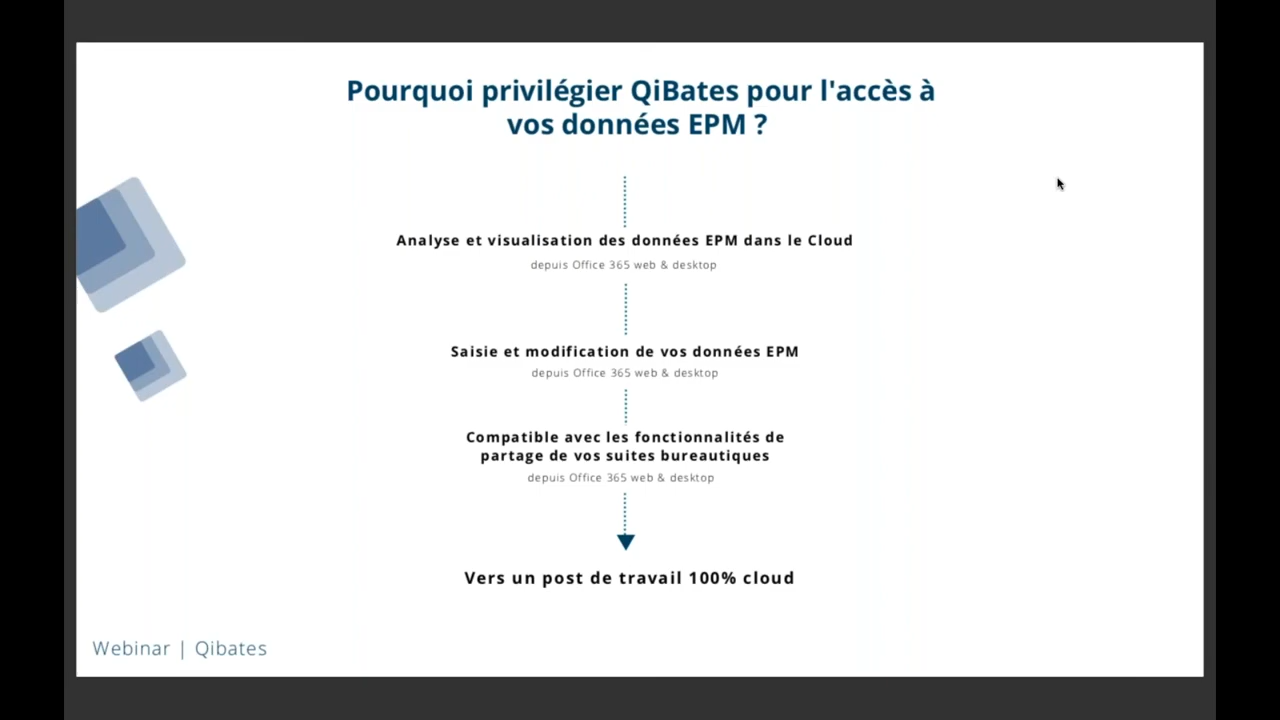 Pourquoi privilégier QiBates pour l'accès à
vos données EPM ?
Analyse et visualisation des données EPM dans le Cloud
depuis Office 365 web & desktop
Saisie et modification de vos données EPM
depuis Office 365 web & desktop
Compatible avec les fonctionnalités de
partage de vos suites bureautiques
depuis Office 365 web & desktop
Vers un post de travail 100% cloud
Webinar | Qibates